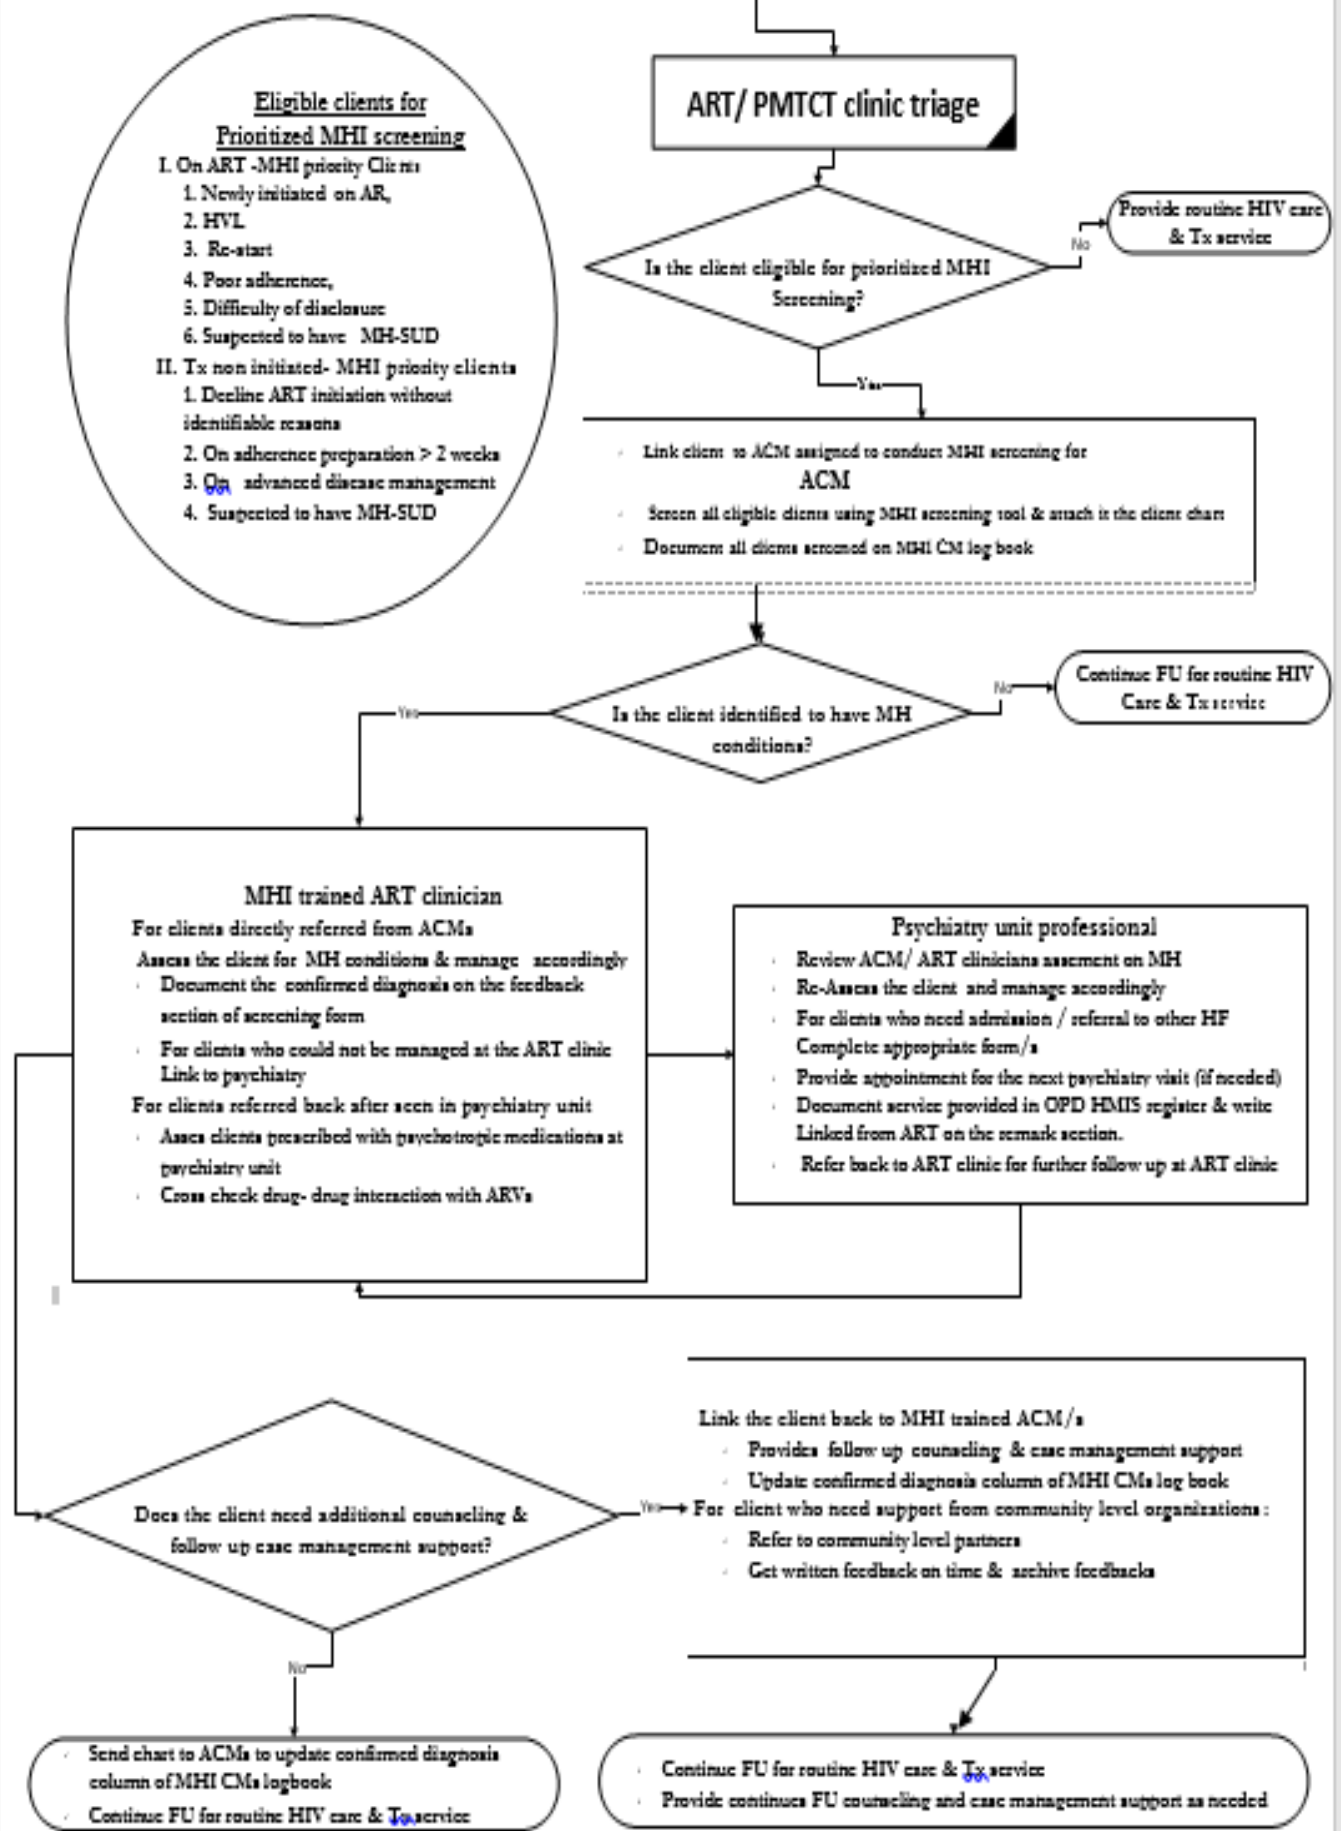 Eligible clients for
Prioritized MHI screening
I. On ART -MHI priority Clients
1. Newly initiated on AR,
2. HVL
3. Re-start
4. Poor adherence,
5. Difficulty of disclosure
6. Suspected to have MH-SUD
II. Tx non initiated- MHI priority clients
1. Decline ART initiation without
identifiable reasons
2. On adherence preparation > 2 weeks
3. On advanced disease management
4. Suspected to have MH-SUD
ART/ PMTCT clinic triage
Is the client eligible for prioritized MHI
Screening?
No
Provide routine HIV care
& Tx service
Yes
Link client to ACM assigned to conduct MHI screening for
ACM
Screen all eligible clients using MHI screening tool & attach it the client chart
Document all clients screened on MHI CM log book
Is the client identified to have MH
conditions?
No
Continue FU for routine HIV
Care & Tx service
Yes
MHI trained ART clinician
For clients directly referred from ACMs
Assess the client for MH conditions & manage accordingly
Document the confirmed diagnosis on the feedback
section of screening form
For clients who could not be managed at the ART clinic
Link to psychiatry
For clients referred back after seen in psychiatry unit
Asses clients prescribed with psychotropic medications at
psychiatry unit
Cross check drug- drug interaction with ARVs
Psychiatry unit professional
Review ACM/ ART clinicians assement on MH
Re-Assess the client and manage accordingly
For clients who need admission / referral to other HF
Complete appropriate form/s
Provide appointment for the next psychiatry visit (if needed)
Document service provided in OPD HMIS register & write
Linked from ART on the remark section.
Refer back to ART clinic for further follow up at ART clinic
Does the client need additional counseling &
follow up case management support?
Yes
Link the client back to MHI trained ACM/s
Provides follow up counseling & case management support
Update confirmed diagnosis column of MHI CMs log book
For client who need support from community level organizations :
Refer to community level partners
Get written feedback on time & archive feedbacks
No
Send chart to ACMs to update confirmed diagnosis
column of MHI CMs logbook
Continue FU for routine HIV care & Tx service
Continue FU for routine HIV care & Tx service
Provide continues FU counseling and case management support as needed